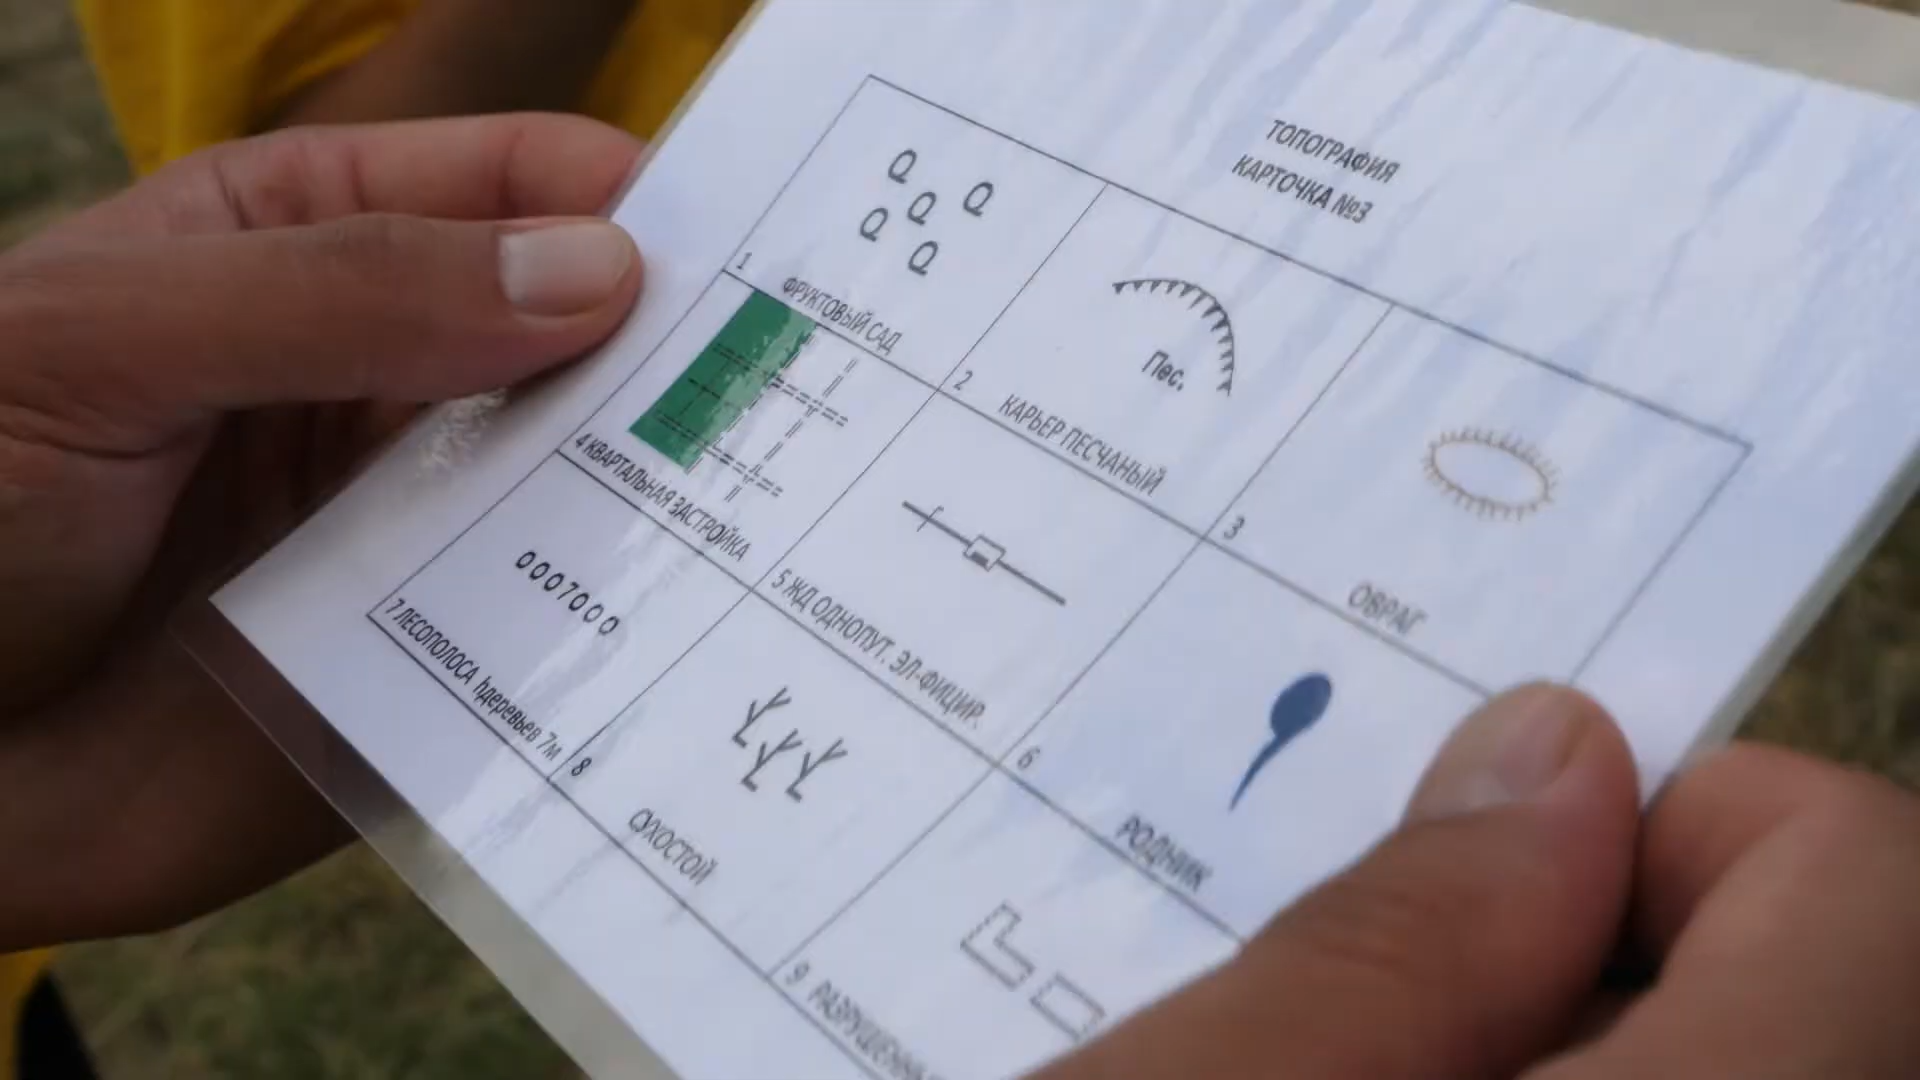 ТОПОГРАФИЯ
КАРТОЧКА №3
1
ФРУКТОВЫЙ САД
Пес.
2
КАРЬЕР ПЕСЧАНЫЙ
3
ОВРАГ
4 КВАРТАЛЬНАЯ ЗАСТРОЙКА
5 ЖД ОДНОПУТ. ЭЛ-ФИЦИР.
6
РОДНИК
0007000
7 ЛЕСОПОЛОСА hдеревьев 7м
8
СУХОСТОЙ
9